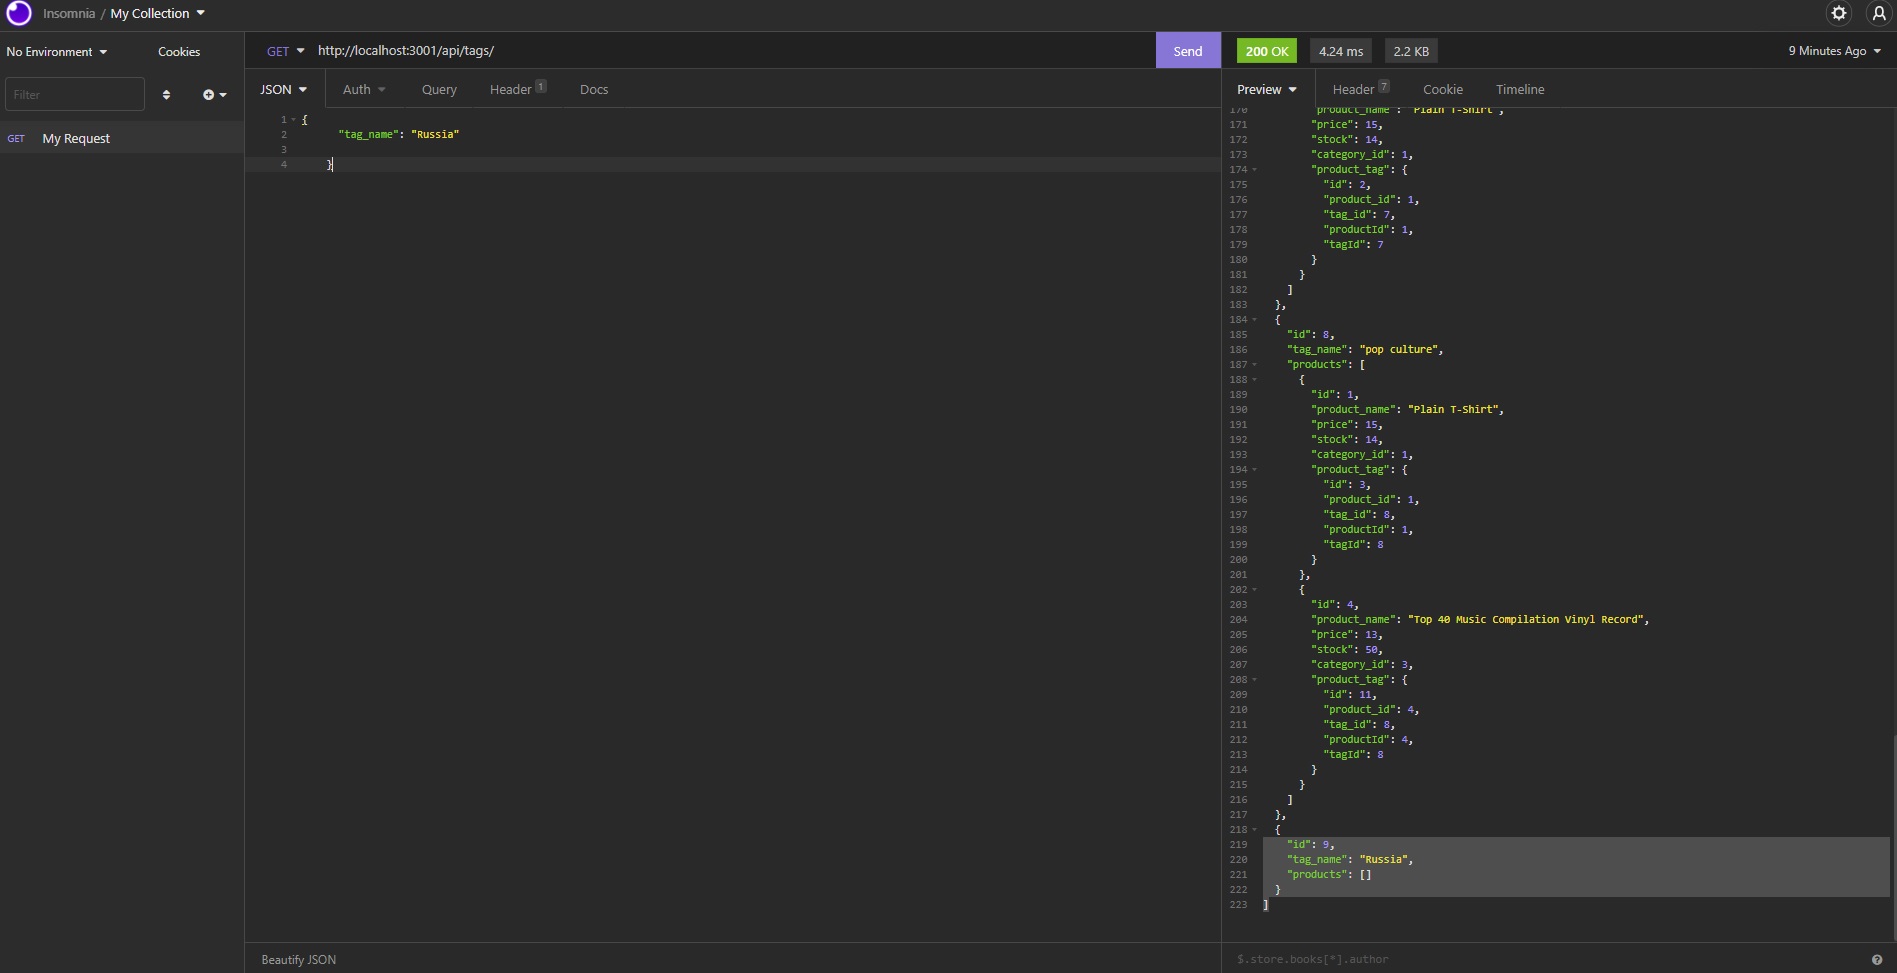 Insomnia / My Collection
No Environment
Cookies
Filter
GET My Request
GET http://localhost:3001/api/tags/
Send
JSON Auth Query Header 1 Docs
1 {
2 "tag_name": "Russia"
3
4 }
Beautify JSON
200 OK 4.24 ms 2.2 KB 9 Minutes Ago
Preview Header 7 Cookie Timeline
170 "product_name": "Plain T-Shirt",
171 "price": 15,
172 "stock": 14,
173 "category_id": 1,
174 "product_tag": {
175 "id": 2,
176 "product_id": 1,
177 "tag_id": 7,
178 "productId": 1,
179 "tagId": 7
180 }
181 }
182 ]
183 },
184 {
185 "id": 8,
186 "tag_name": "pop culture",
187 "products": [
188 {
189 "id": 1,
190 "product_name": "Plain T-Shirt",
191 "price": 15,
192 "stock": 14,
193 "category_id": 1,
194 "product_tag": {
195 "id": 3,
196 "product_id": 1,
197 "tag_id": 8,
198 "productId": 1,
199 "tagId": 8
200 }
201 },
202 {
203 "id": 4,
204 "product_name": "Top 40 Music Compilation Vinyl Record",
205 "price": 13,
206 "stock": 50,
207 "category_id": 3,
208 "product_tag": {
209 "id": 11,
210 "product_id": 4,
211 "tag_id": 8,
212 "productId": 4,
213 "tagId": 8
214 }
215 }
216 ]
217 },
218 {
219 "id": 9,
220 "tag_name": "Russia",
221 "products": []
222 }
223 ]
$.store.books[*].author